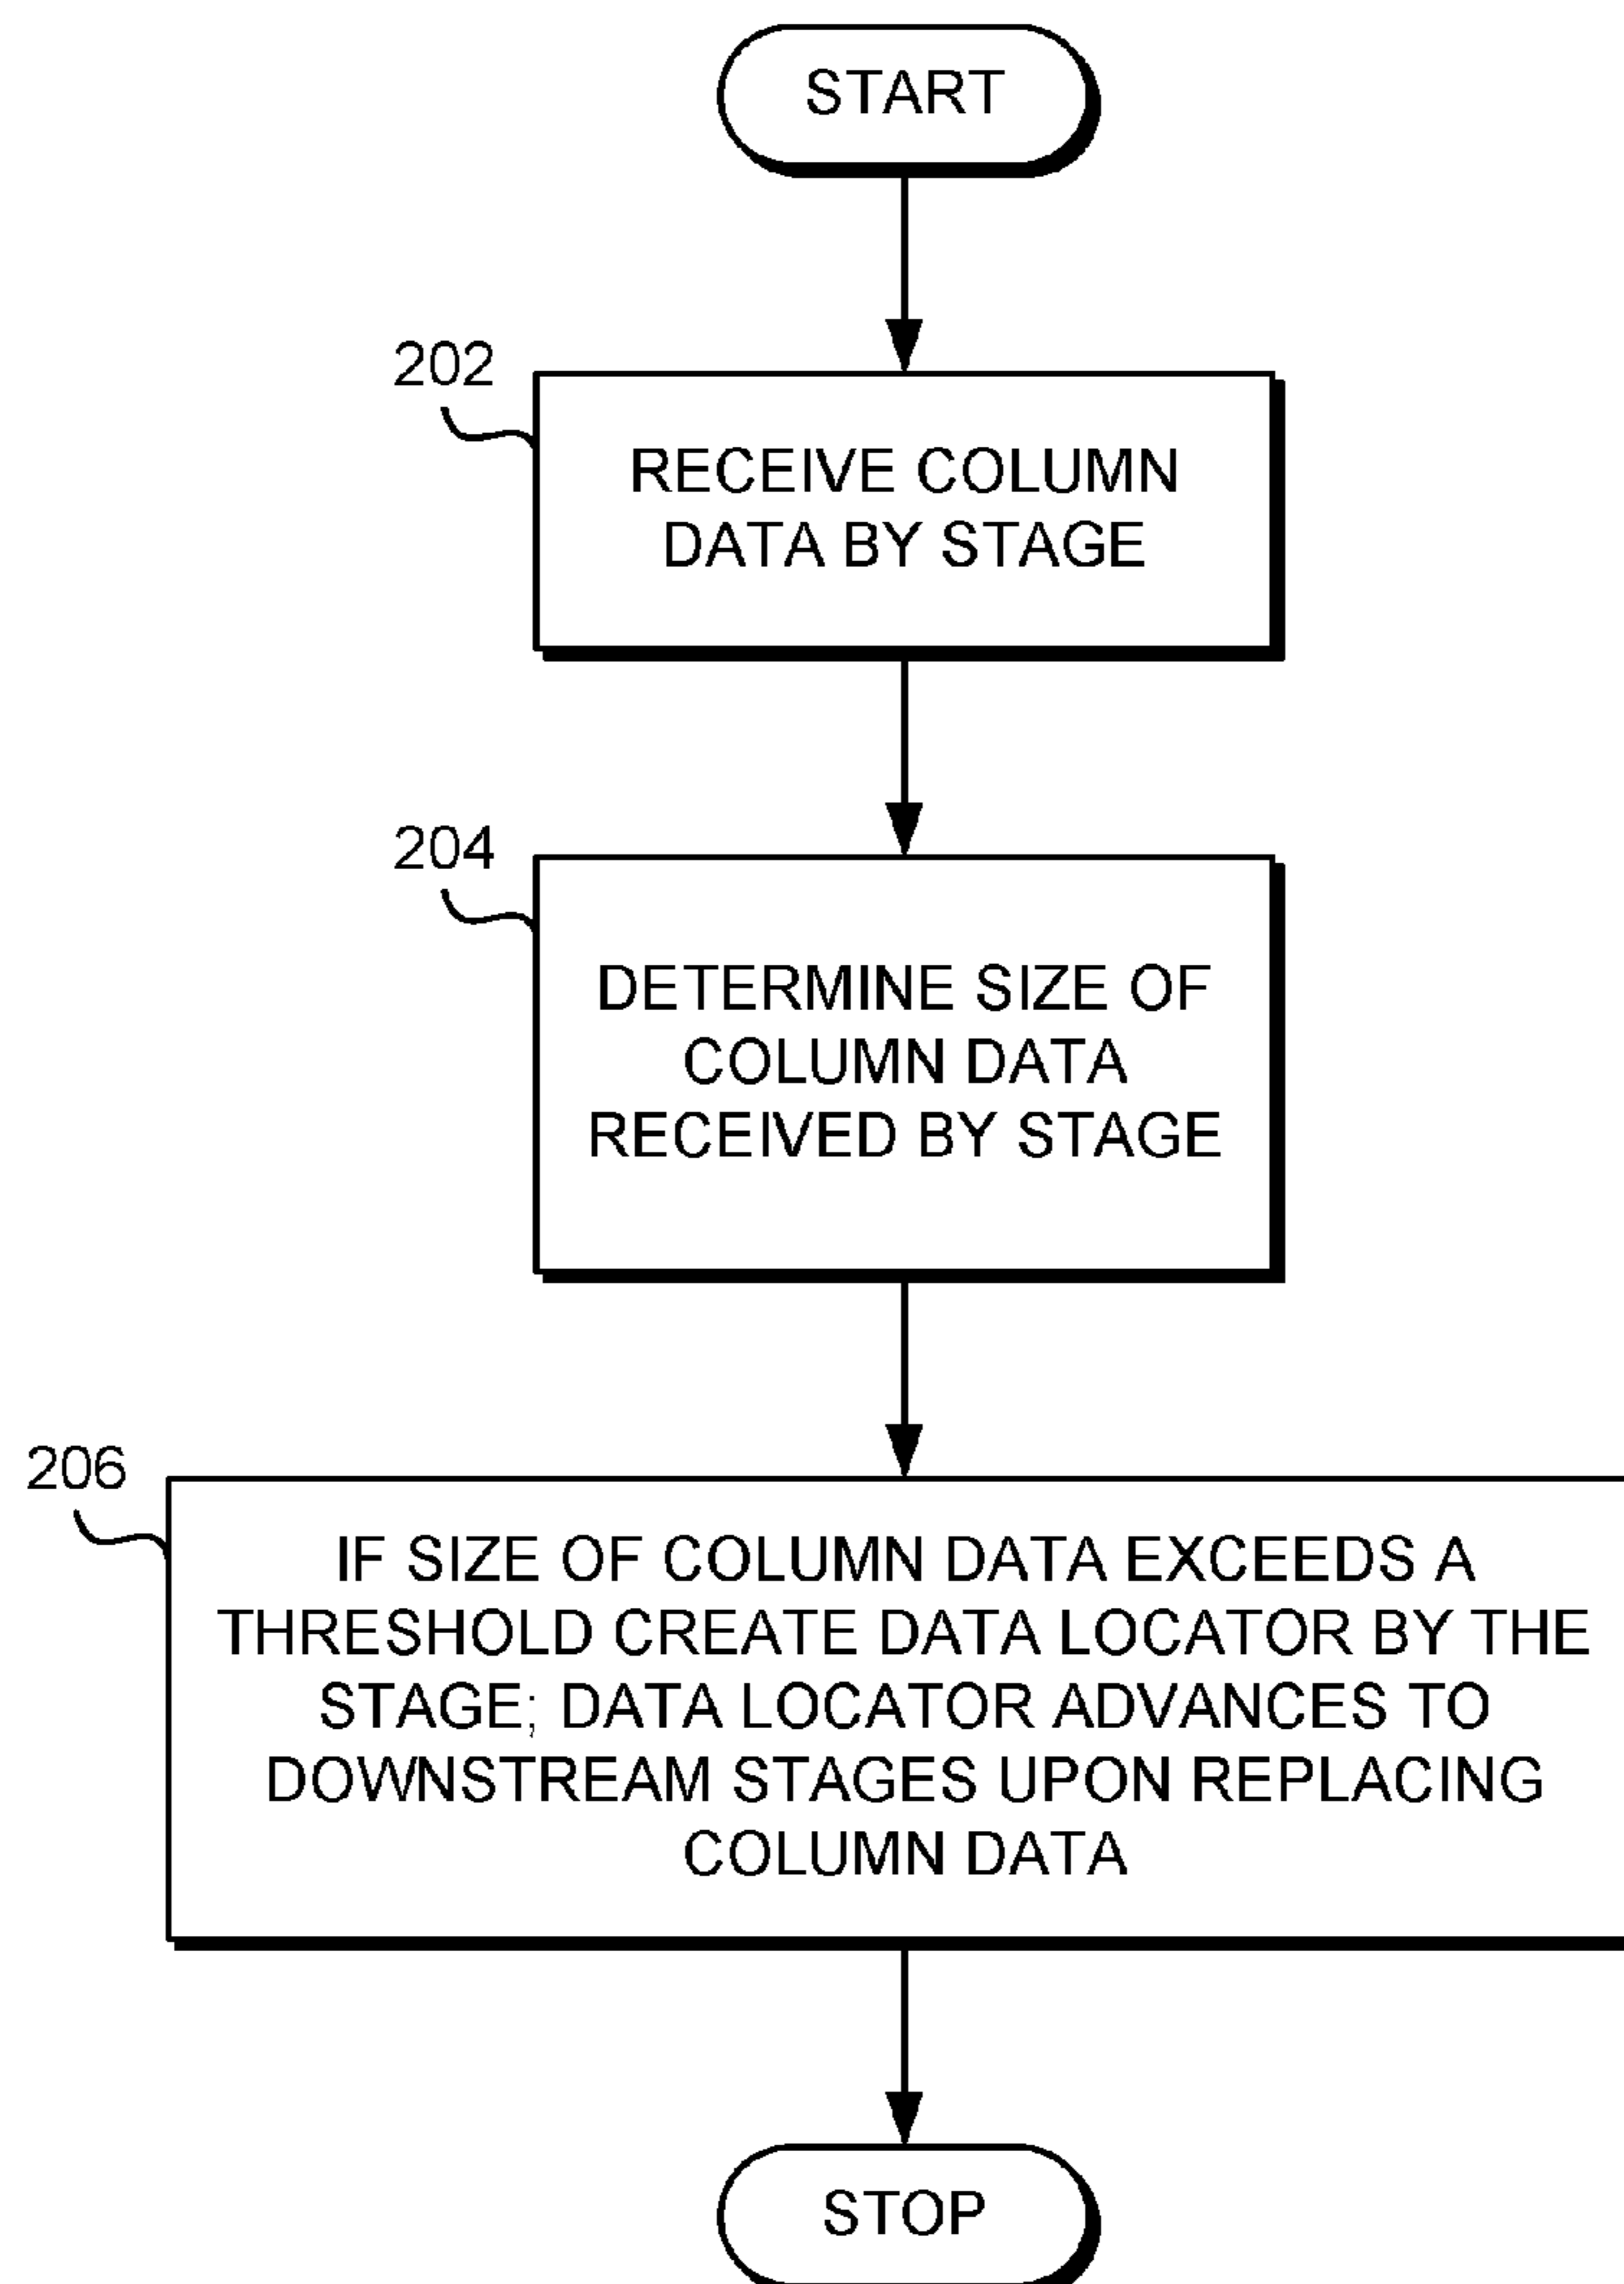 START
202
RECEIVE COLUMN
DATA BY STAGE
204
DETERMINE SIZE OF
COLUMN DATA
RECEIVED BY STAGE
206
IF SIZE OF COLUMN DATA EXCEEDS A
THRESHOLD CREATE DATA LOCATOR BY THE
STAGE; DATA LOCATOR ADVANCES TO
DOWNSTREAM STAGES UPON REPLACING
COLUMN DATA
STOP